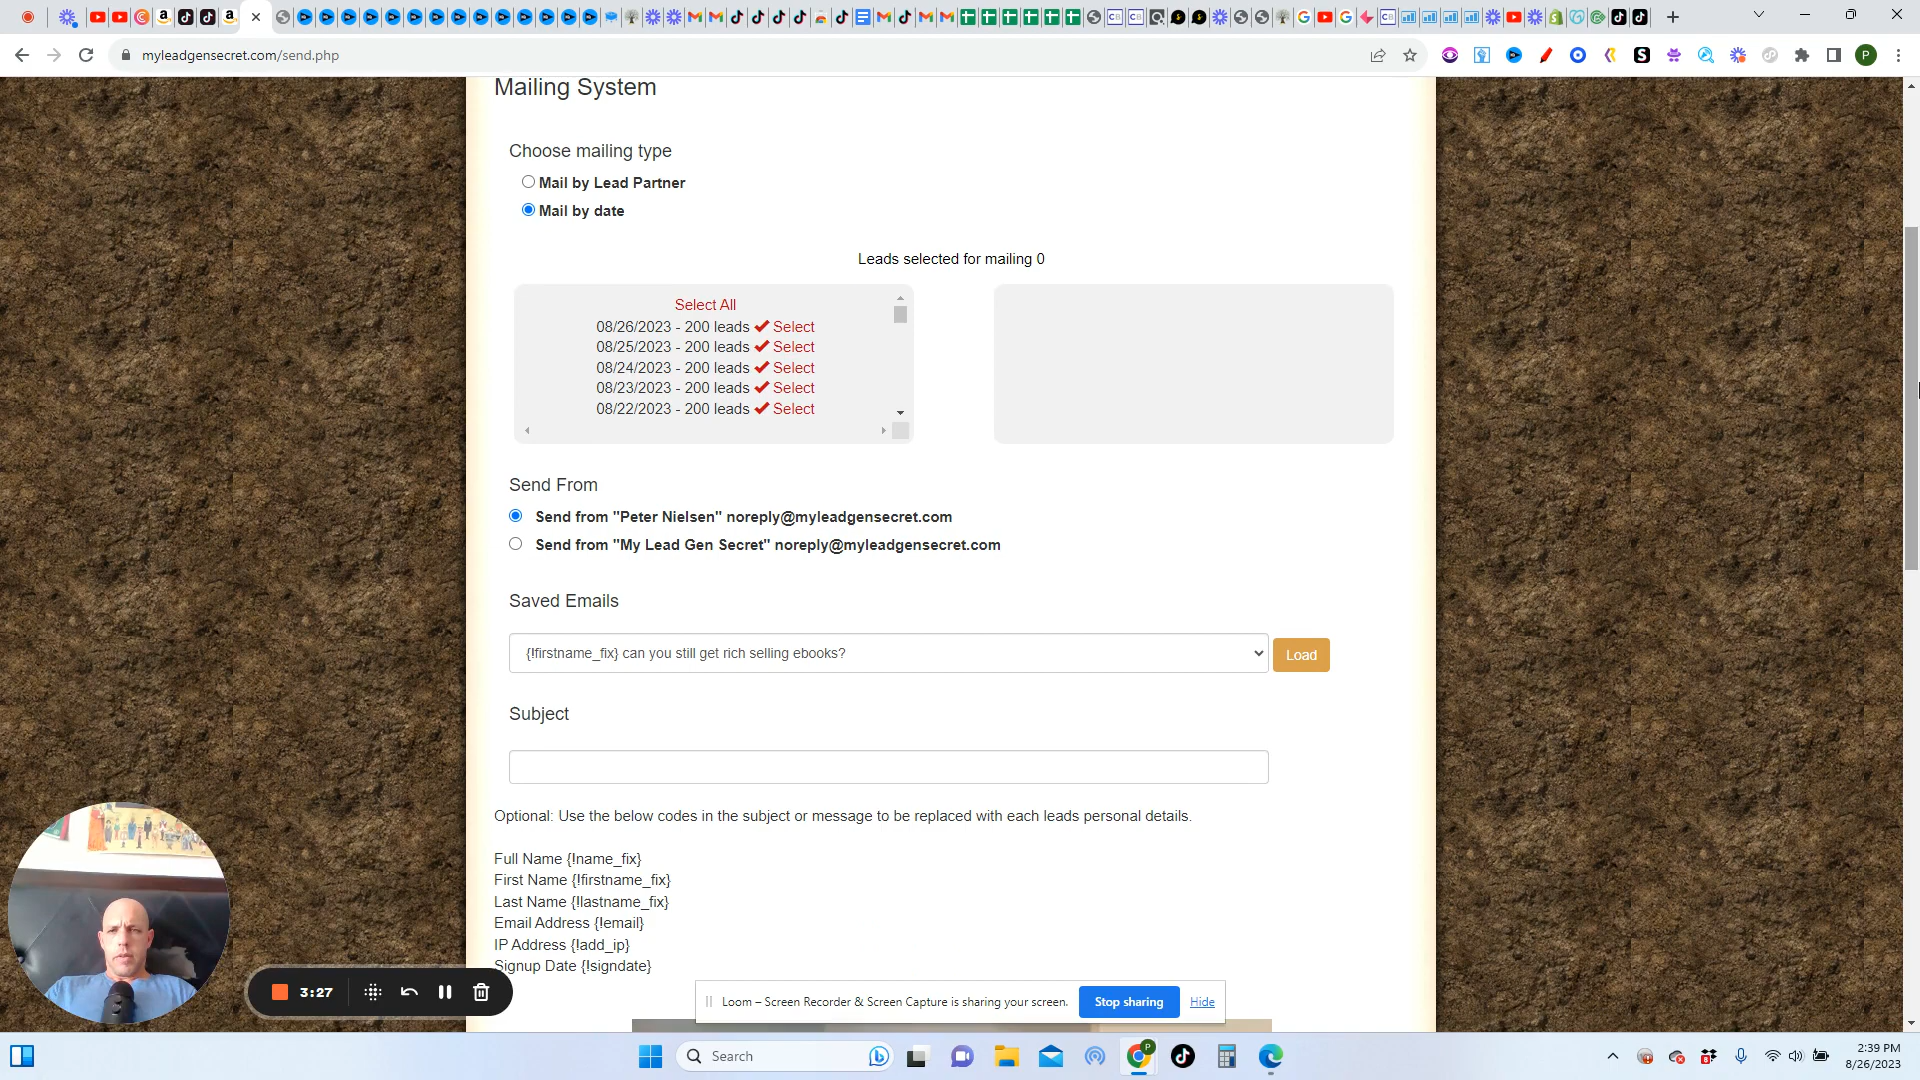 myleadgensecret.com/send.php
Mailing System
Choose mailing type
Mail by Lead Partner
Mail by date
Leads selected for mailing 0
Select All
08/26/2023 - 200 leads ✔ Select
08/25/2023 - 200 leads ✔ Select
08/24/2023 - 200 leads ✔ Select
08/23/2023 - 200 leads ✔ Select
08/22/2023 - 200 leads ✔ Select
Send From
Send from "Peter Nielsen" noreply@myleadgensecret.com
Send from "My Lead Gen Secret" noreply@myleadgensecret.com
Saved Emails
{!firstname_fix} can you still get rich selling ebooks?
Load
Subject
Optional: Use the below codes in the subject or message to be replaced with each leads personal details.
Full Name {!name_fix}
First Name {!firstname_fix}
Last Name {!lastname_fix}
Email Address {!email}
IP Address {!add_ip}
Signup Date {!signdate}
3:27
Loom – Screen Recorder & Screen Capture is sharing your screen.
Stop sharing
Hide
Search
2:39 PM
8/26/2023